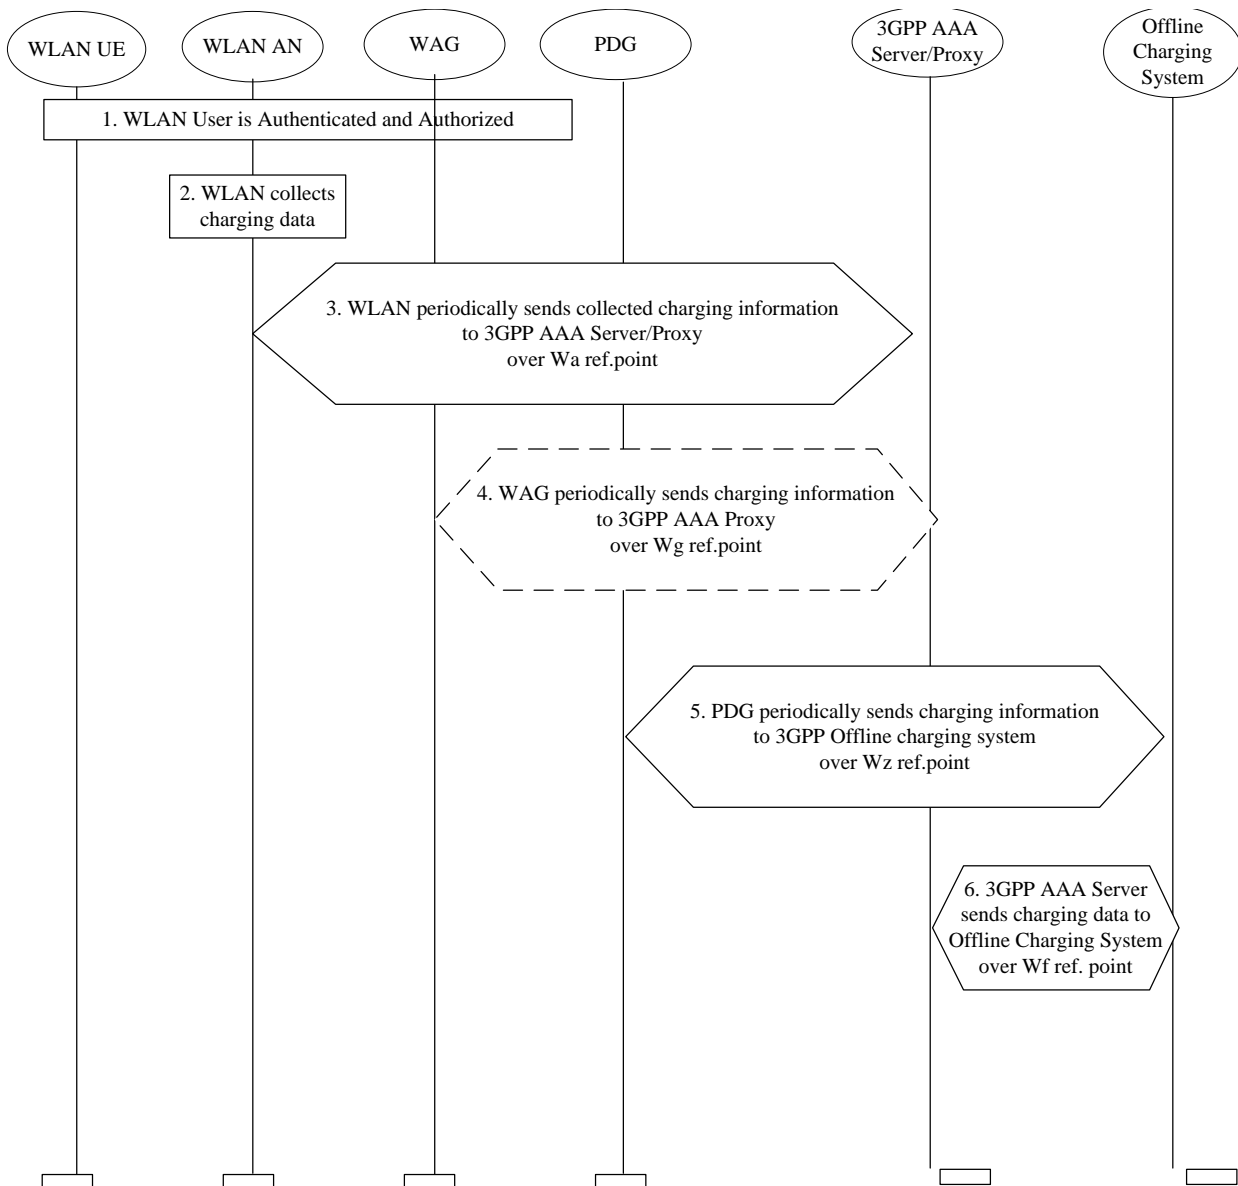 WLAN UE
WLAN AN
WAG
PDG
3GPP AAA
Server/Proxy
Offline
Charging
System
1. WLAN User is Authenticated and Authorized
2. WLAN collects
charging data
3. WLAN periodically sends collected charging information
to 3GPP AAA Server/Proxy
over Wa ref.point
4. WAG periodically sends charging information
to 3GPP AAA Proxy
over Wg ref.point
5. PDG periodically sends charging information
to 3GPP Offline charging system
over Wz ref.point
6. 3GPP AAA Server
sends charging data to
Offline Charging System
over Wf ref. point